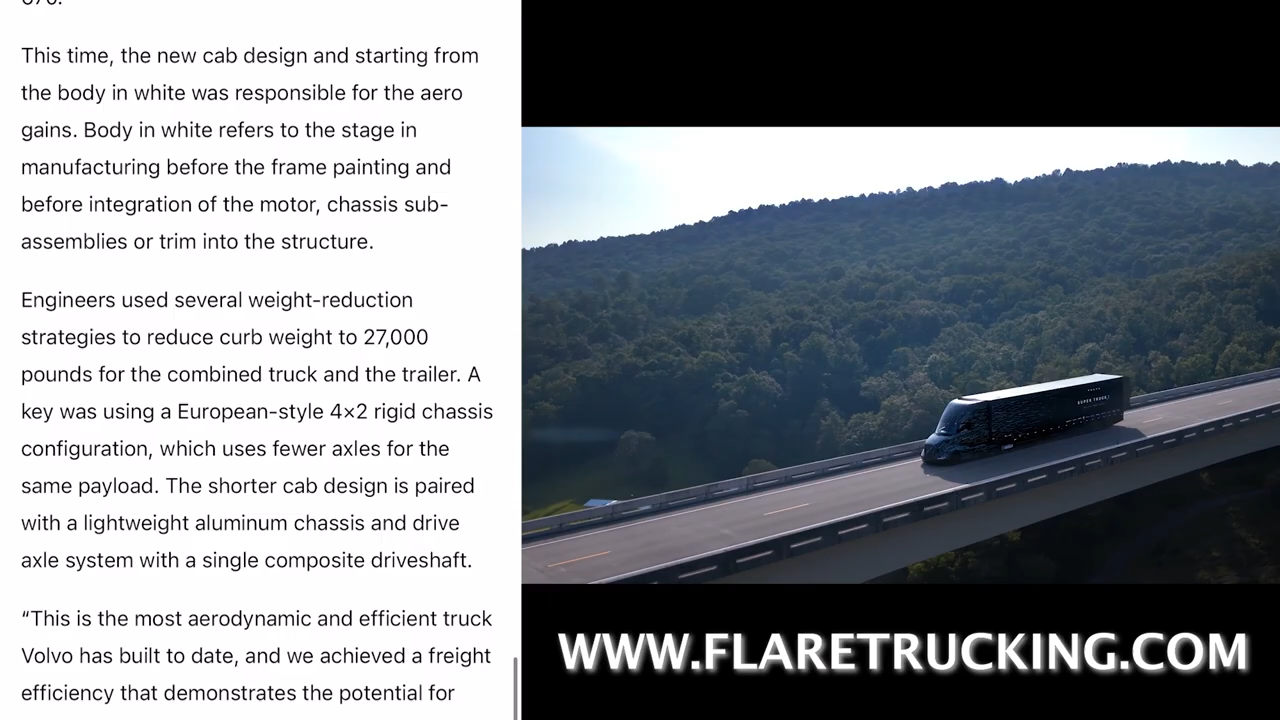 This time, the new cab design and starting from
the body in white was responsible for the aero
gains. Body in white refers to the stage in
manufacturing before the frame painting and
before integration of the motor, chassis sub-
assemblies or trim into the structure.
Engineers used several weight-reduction
strategies to reduce curb weight to 27,000
pounds for the combined truck and the trailer. A
key was using a European-style 4×2 rigid chassis
configuration, which uses fewer axles for the
same payload. The shorter cab design is paired
with a lightweight aluminum chassis and drive
axle system with a single composite driveshaft.
“This is the most aerodynamic and efficient truck
Volvo has built to date, and we achieved a freight
efficiency that demonstrates the potential for
SUPER TRUCK
WWW.FLARETRUCKING.COM